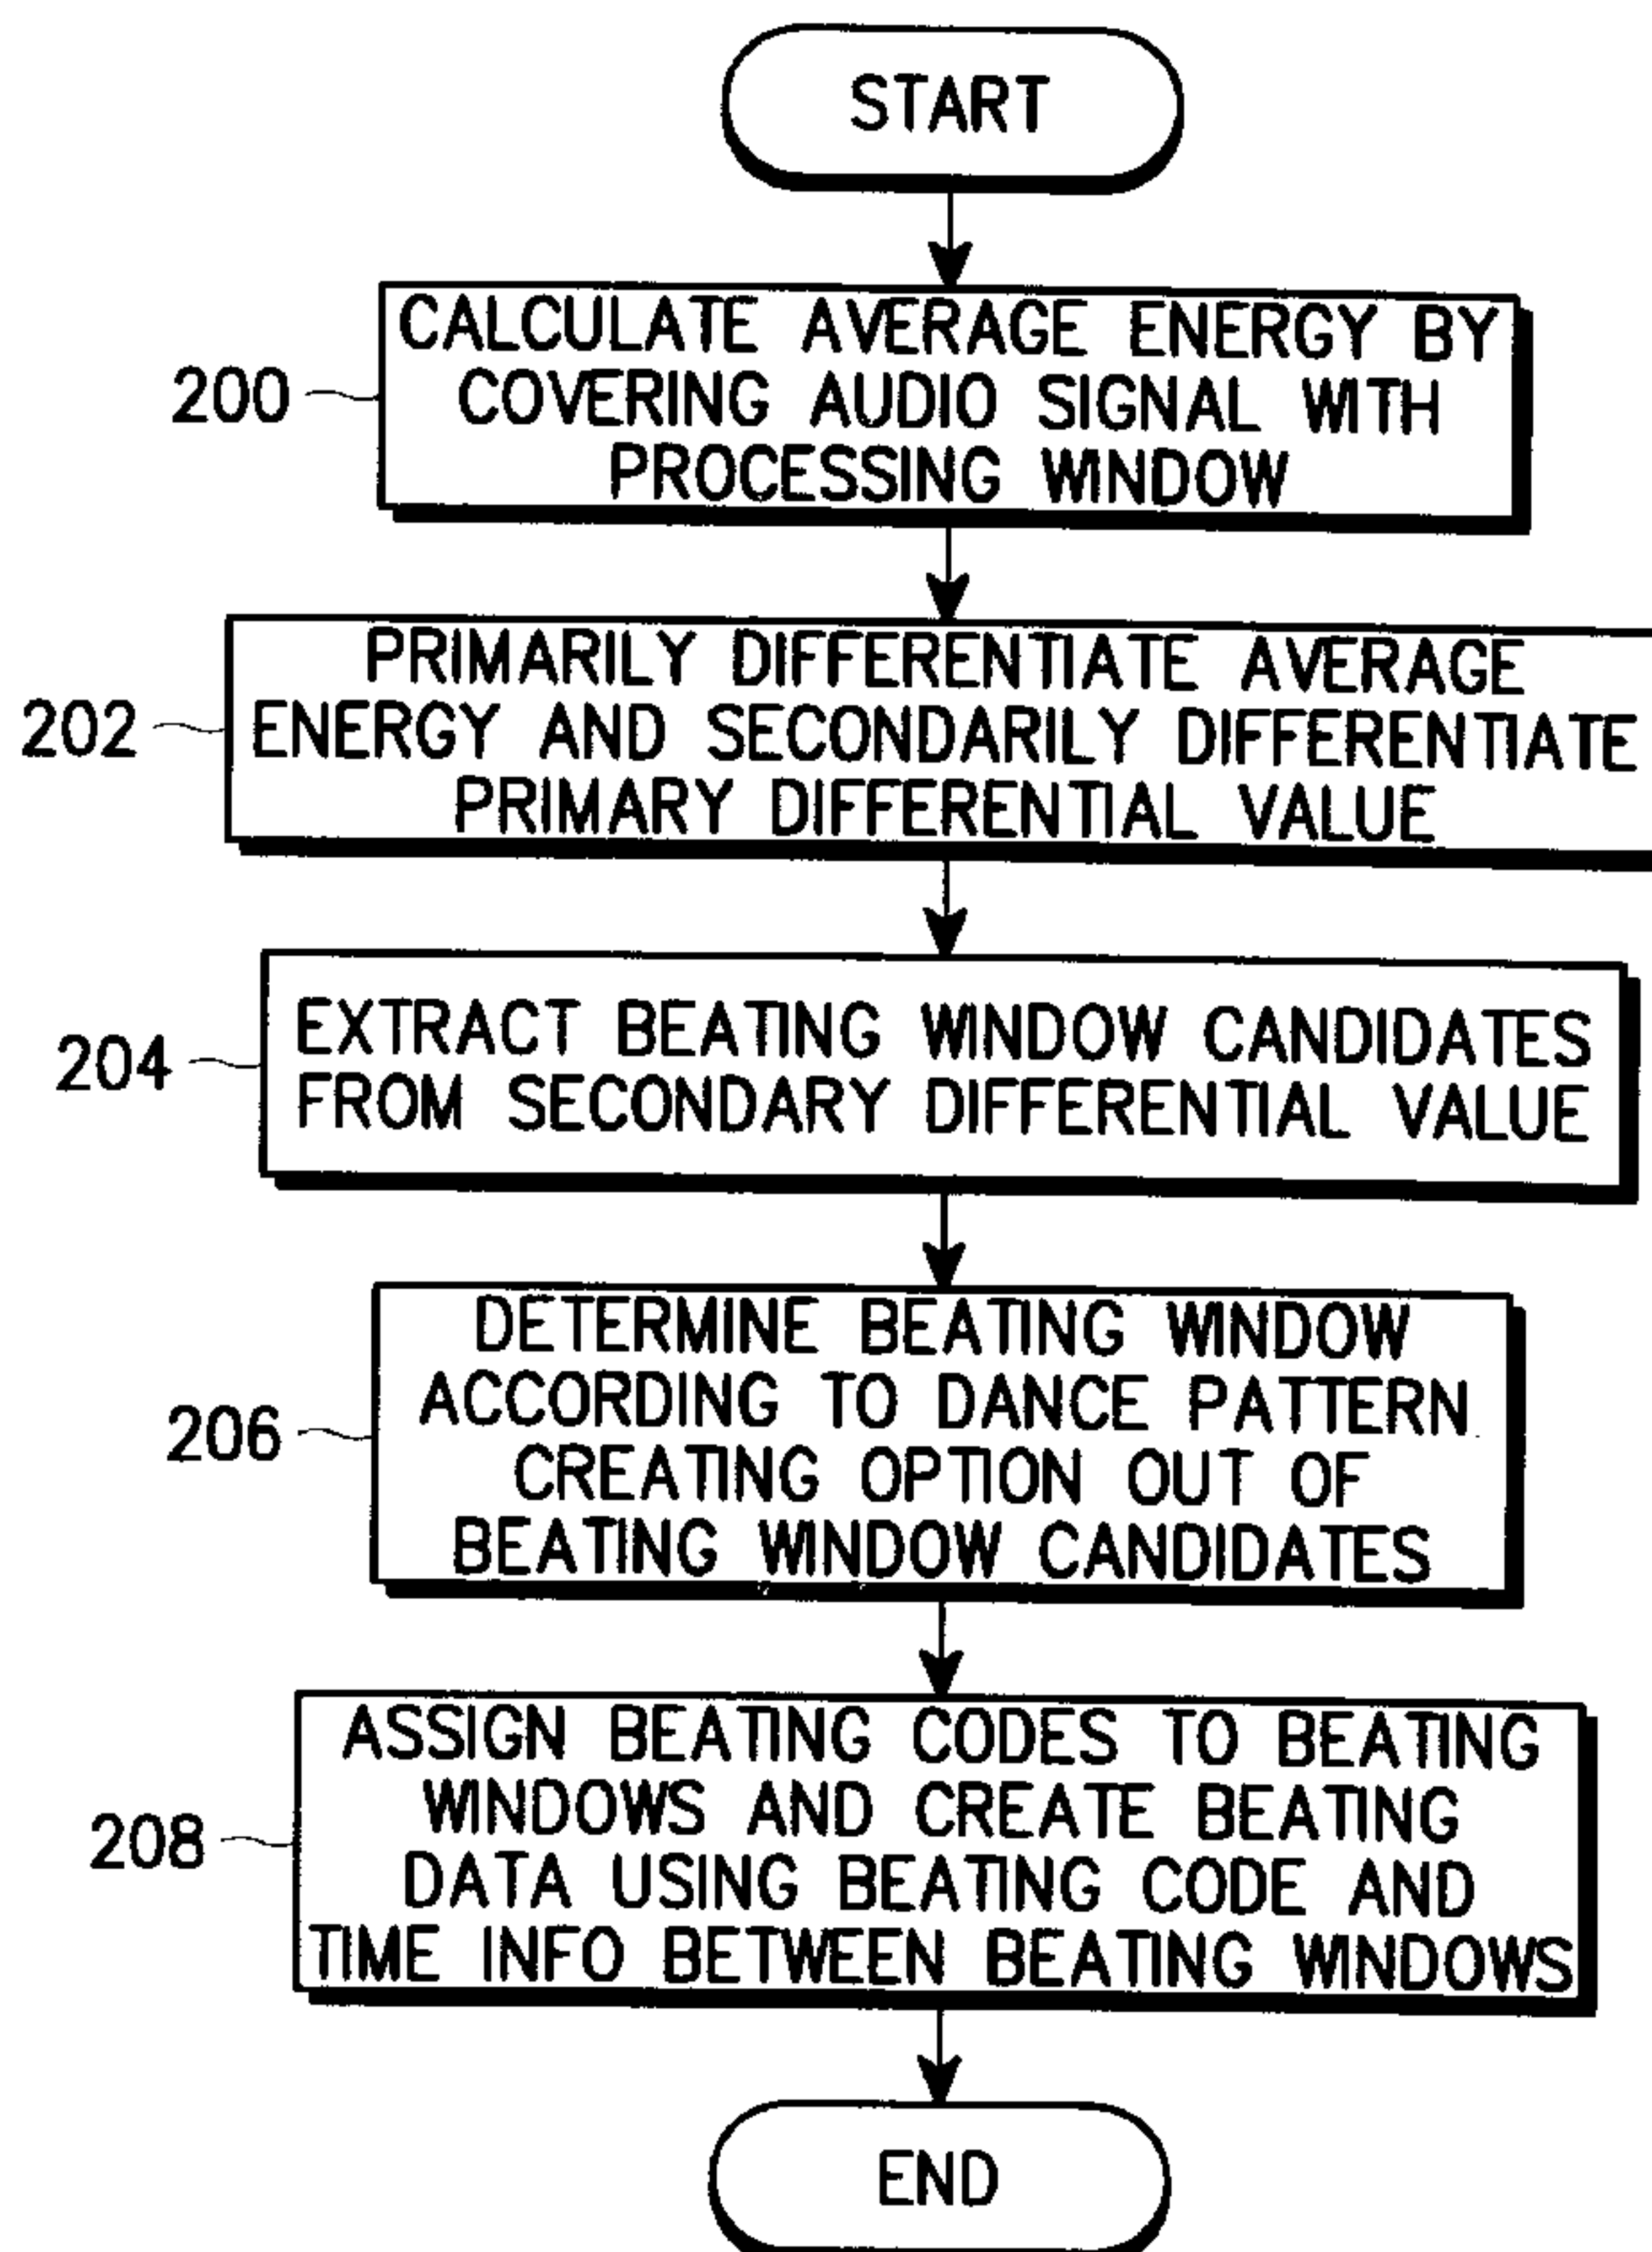 START
CALCULATE AVERAGE ENERGY BY
COVERING AUDIO SIGNAL WITH
PROCESSING WINDOW
200
PRIMARILY DIFFERENTIATE AVERAGE
ENERGY AND SECONDARILY DIFFERENTIATE
PRIMARY DIFFERENTIAL VALUE
202
EXTRACT BEATING WINDOW CANDIDATES
FROM SECONDARY DIFFERENTIAL VALUE
204
DETERMINE BEATING WINDOW
ACCORDING TO DANCE PATTERN
CREATING OPTION OUT OF
BEATING WINDOW CANDIDATES
206
ASSIGN BEATING CODES TO BEATING
WINDOWS AND CREATE BEATING
DATA USING BEATING CODE AND
TIME INFO BETWEEN BEATING WINDOWS
208
END